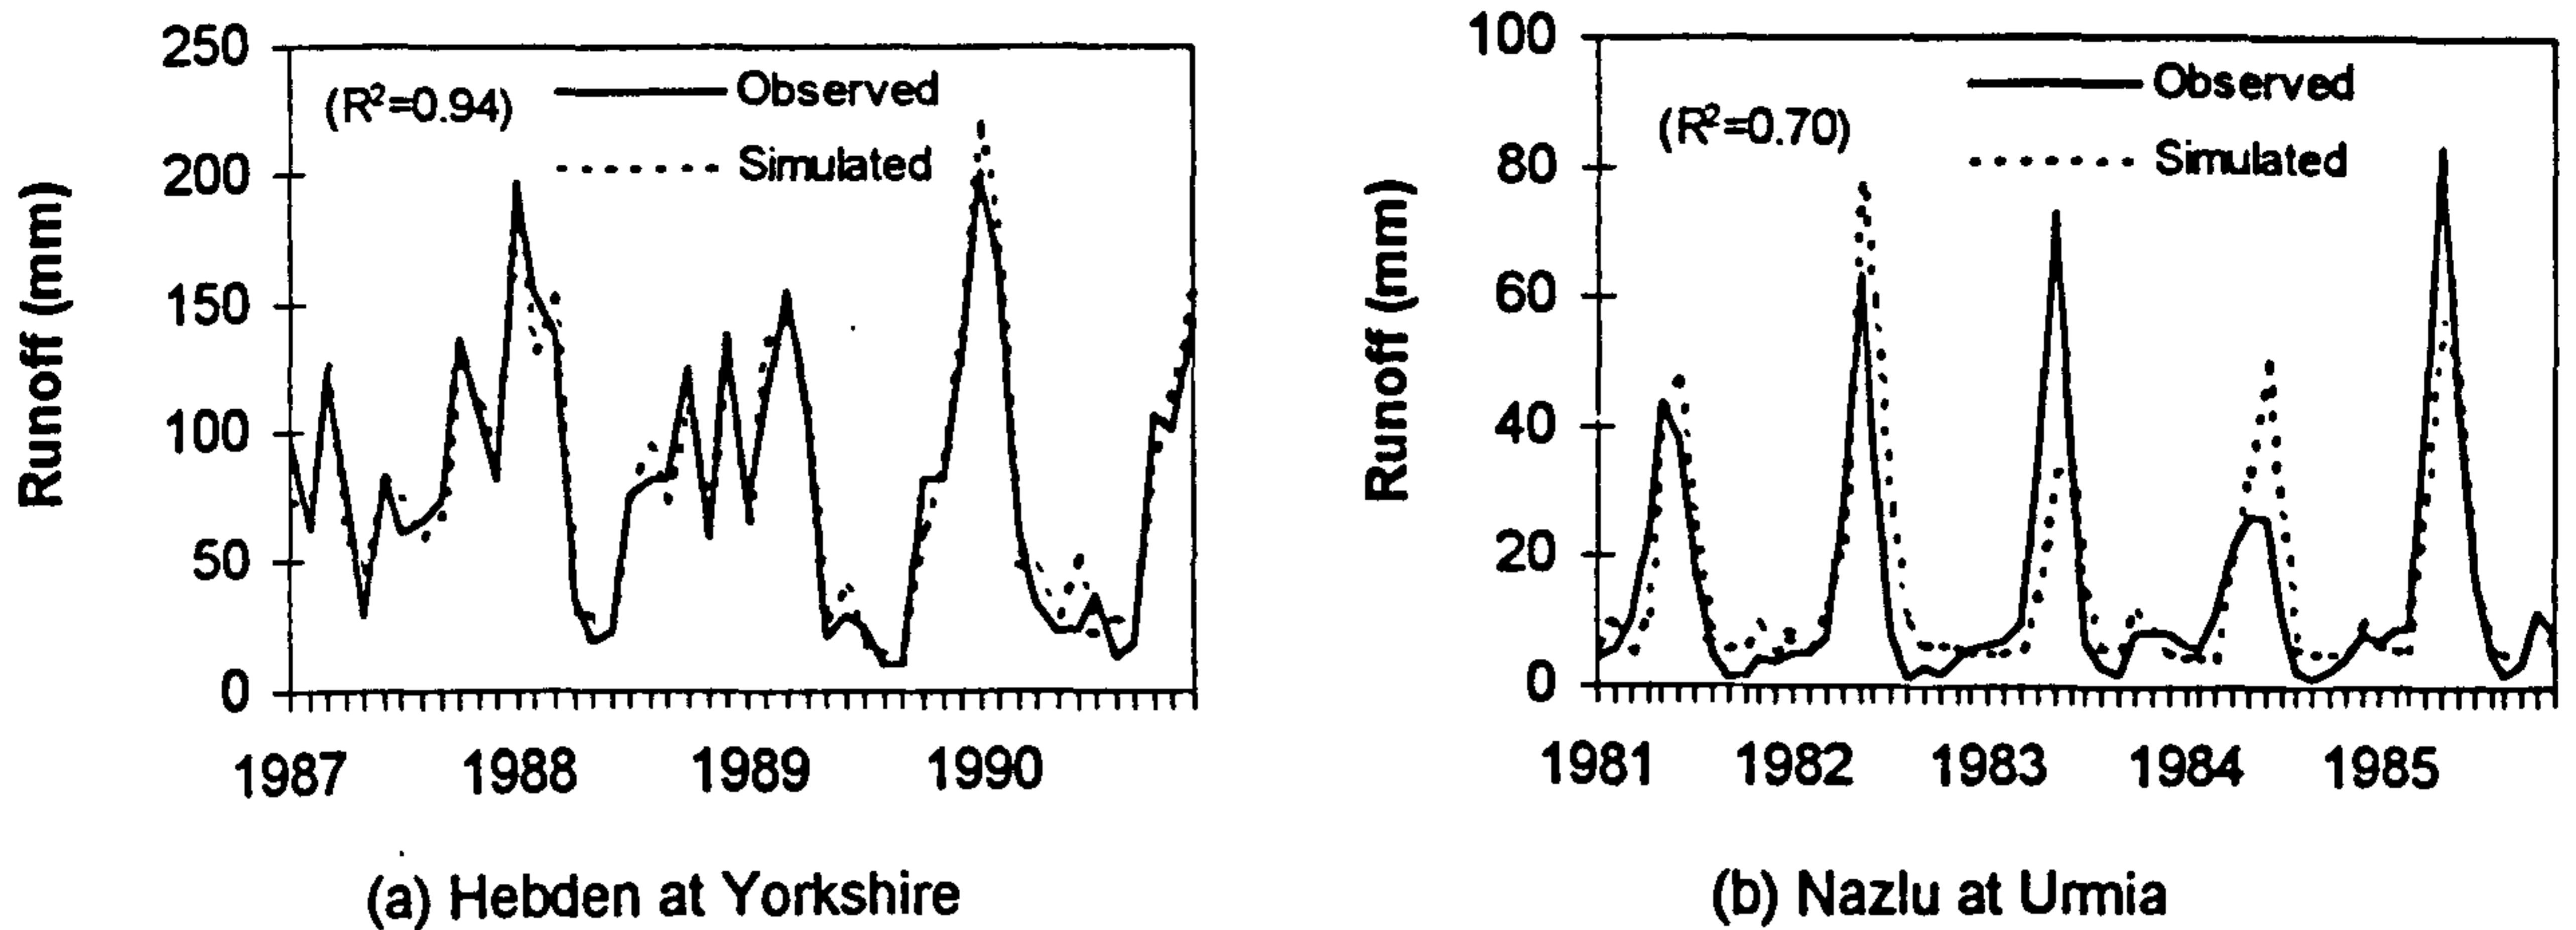 250
200
150
100
50
0
Runoff (mm)
(R²=0.94)
Observed
Simulated
1987 1988 1989 1990
(a) Hebden at Yorkshire
100
80
60
40
20
0
Runoff (mm)
(R²=0.70)
Observed
Simulated
1981 1982 1983 1984 1985
(b) Nazlu at Urmia